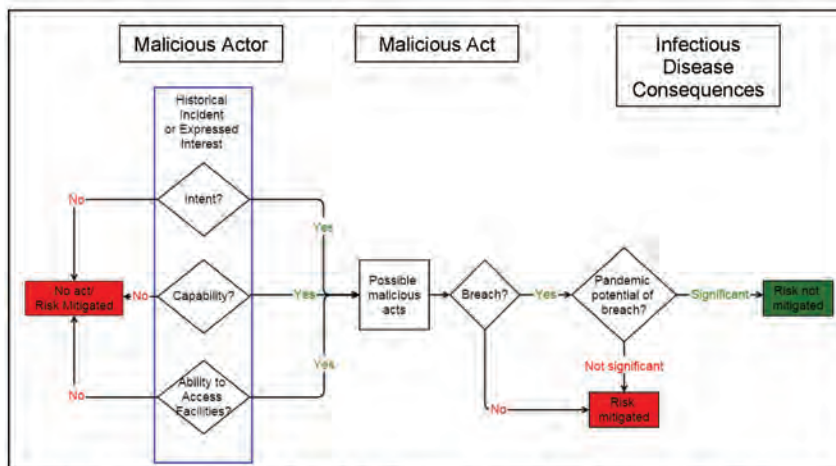 Malicious Actor
Malicious Act
Infectious
Disease
Consequences
Historical
Incident
or Expressed
Interest
No
Intent?
Yes
No act/
Risk Mitigated
No
Capability?
Yes
Possible
malicious
acts
Breach?
Yes
Pandemic
potential of
breach?
Significant
Risk not
mitigated
Yes
Not significant
No
Ability to
Access
Facilities?
No
Risk
mitigated